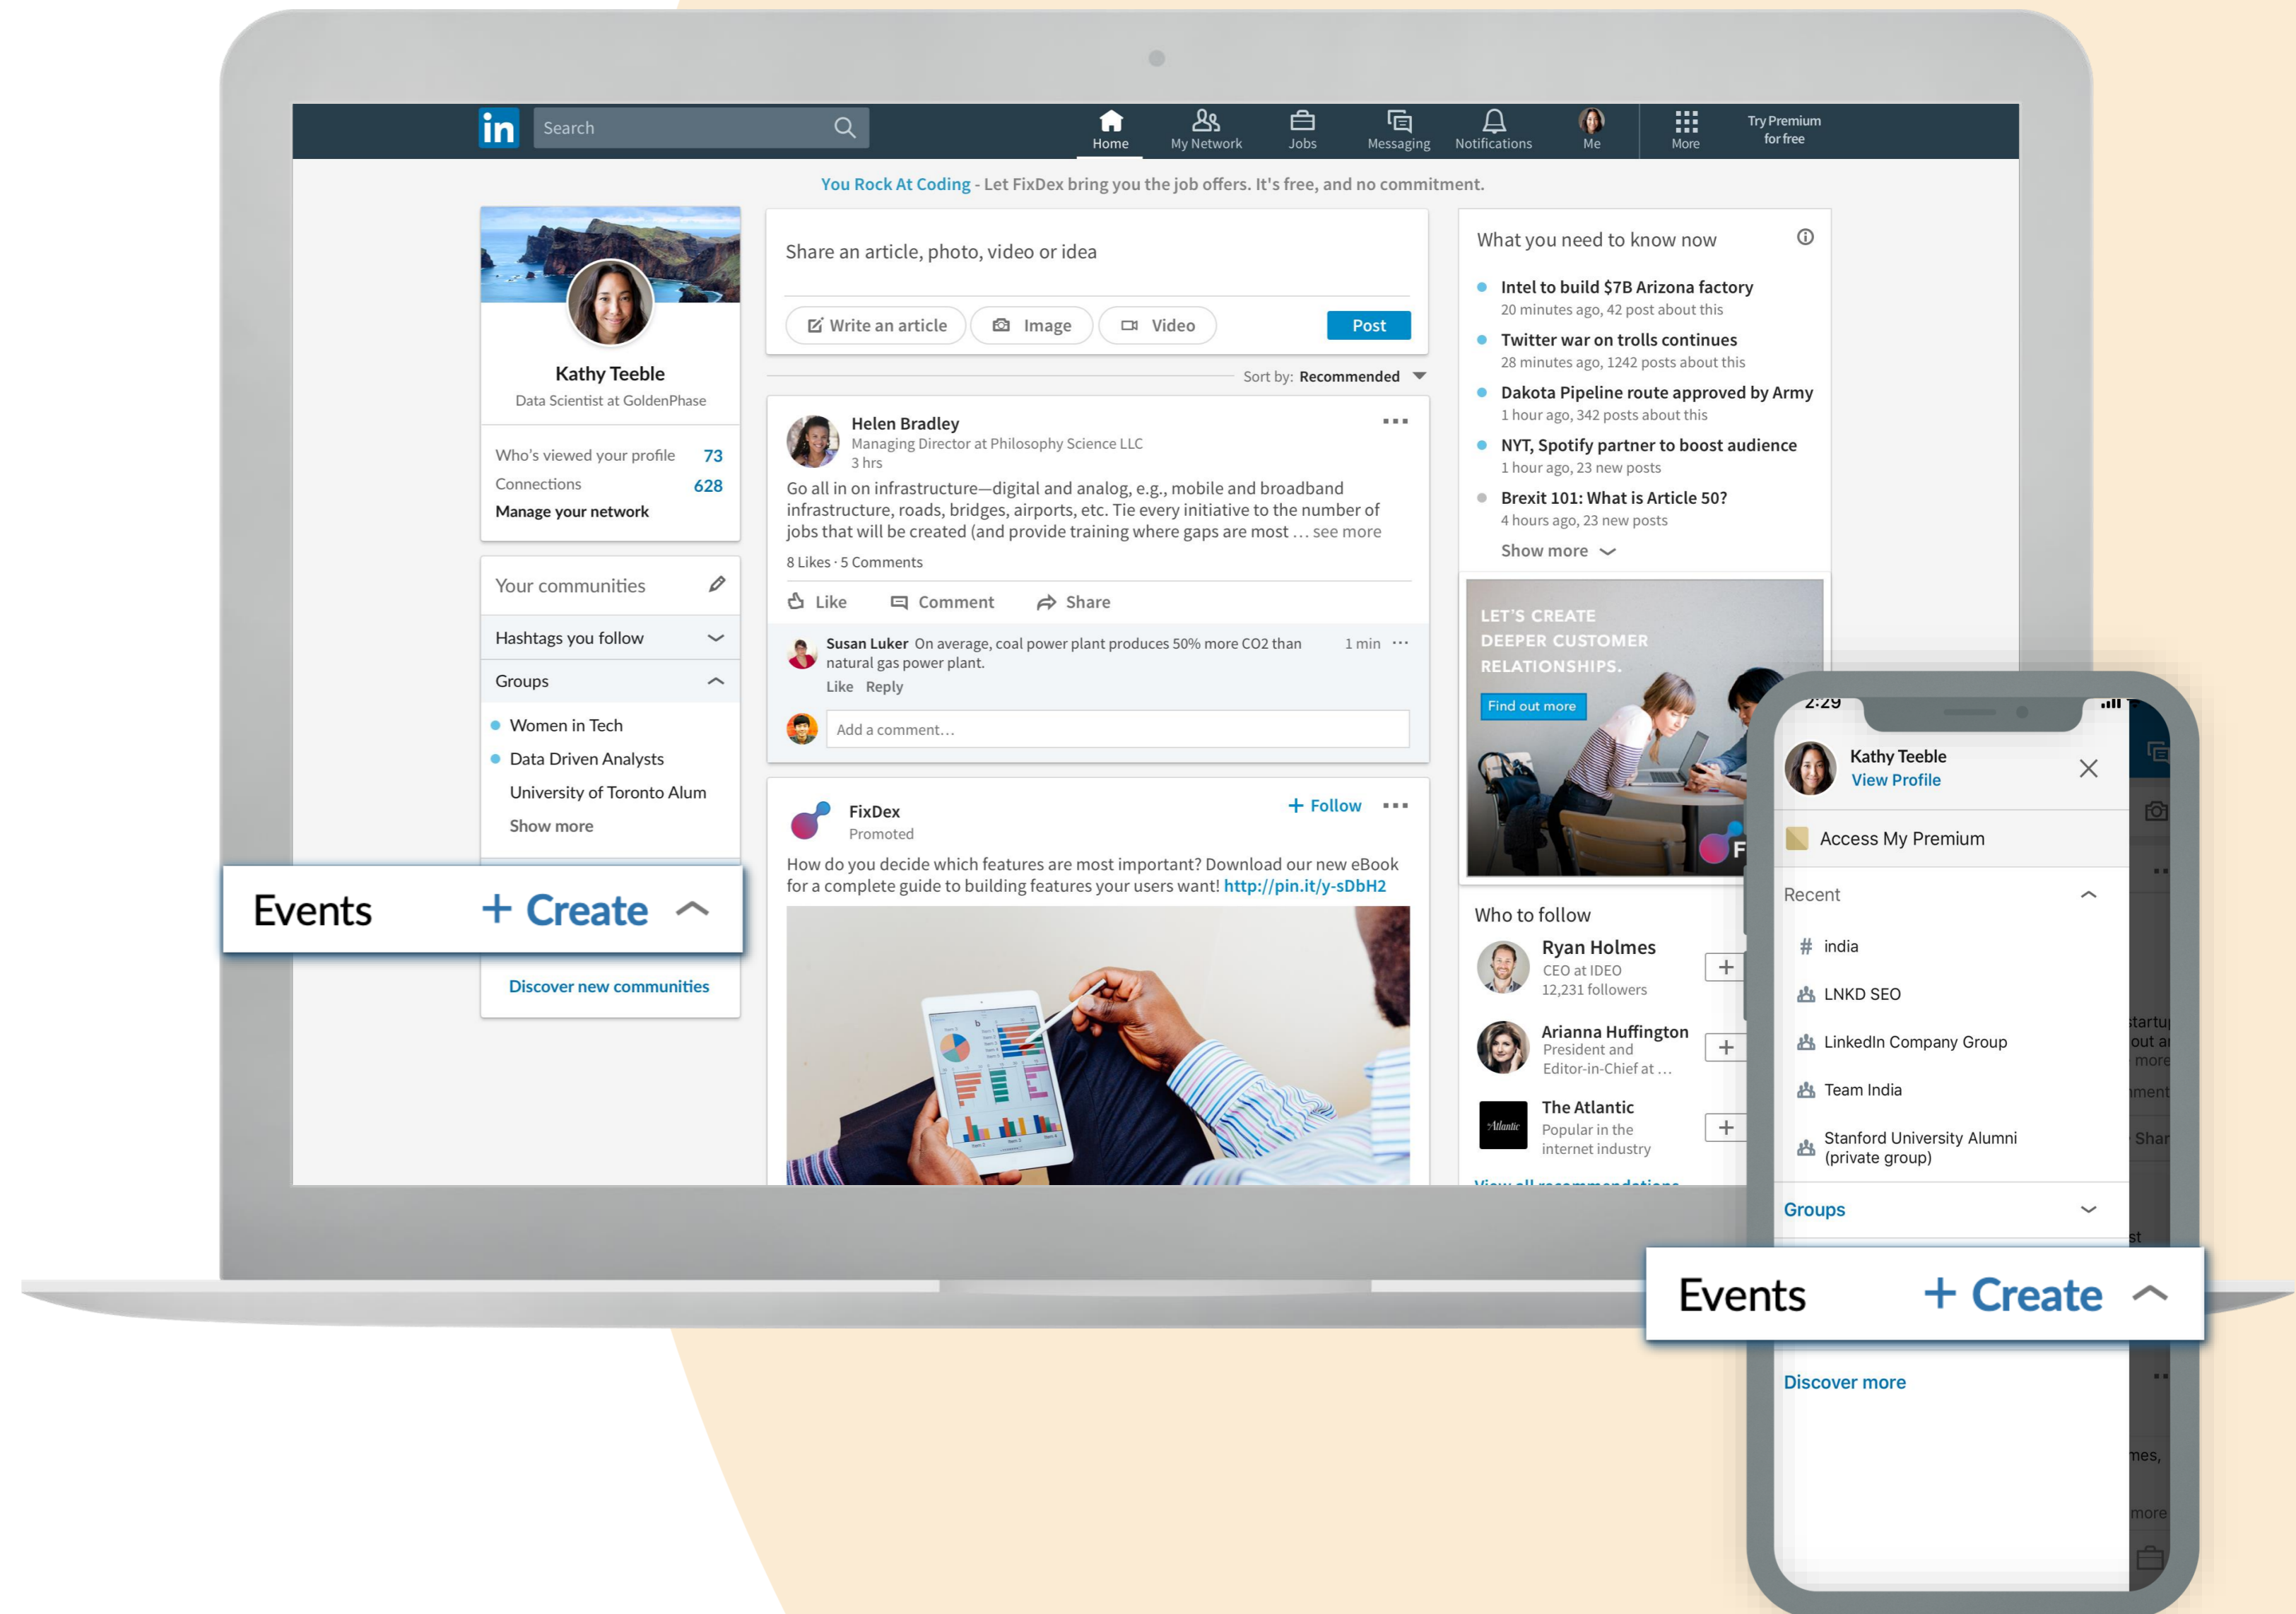 in
Search
Home
My Network
Jobs
Messaging
Notifications
Me
More
Try Premium
for free
You Rock At Coding - Let FixDex bring you the job offers. It's free, and no commitment.
Kathy Teeble
Data Scientist at GoldenPhase
Who's viewed your profile 73
Connections 628
Manage your network
Your communities
Hashtags you follow
Groups
Women in Tech
Data Driven Analysts
University of Toronto Alum
Show more
Events + Create
Discover new communities
Share an article, photo, video or idea
Write an article
Image
Video
Post
Sort by: Recommended
Helen Bradley
Managing Director at Philosophy Science LLC
3 hrs
Go all in on infrastructure—digital and analog, e.g., mobile and broadband
infrastructure, roads, bridges, airports, etc. Tie every initiative to the number of
jobs that will be created (and provide training where gaps are most … see more
8 Likes · 5 Comments
Like
Comment
Share
Susan Luker On average, coal power plant produces 50% more CO2 than 1 min
natural gas power plant.
Like Reply
Add a comment…
FixDex + Follow
Promoted
How do you decide which features are most important? Download our new eBook
for a complete guide to building features your users want! http://pin.it/y-sDbH2
What you need to know now
Intel to build $7B Arizona factory
20 minutes ago, 42 post about this
Twitter war on trolls continues
28 minutes ago, 1242 posts about this
Dakota Pipeline route approved by Army
1 hour ago, 342 posts about this
NYT, Spotify partner to boost audience
1 hour ago, 23 new posts
Brexit 101: What is Article 50?
4 hours ago, 23 new posts
Show more
LET'S CREATE
DEEPER CUSTOMER
RELATIONSHIPS.
Find out more
F
Who to follow
Ryan Holmes
CEO at IDEO
12,231 followers
Arianna Huffington
President and
Editor-in-Chief at …
Atlantic
The Atlantic
Popular in the
internet industry
View all recommendations
2:29
Kathy Teeble
View Profile
Access My Premium
Recent
# india
LNKD SEO
LinkedIn Company Group
Team India
Stanford University Alumni
(private group)
Groups
Events + Create
Discover more
more
more